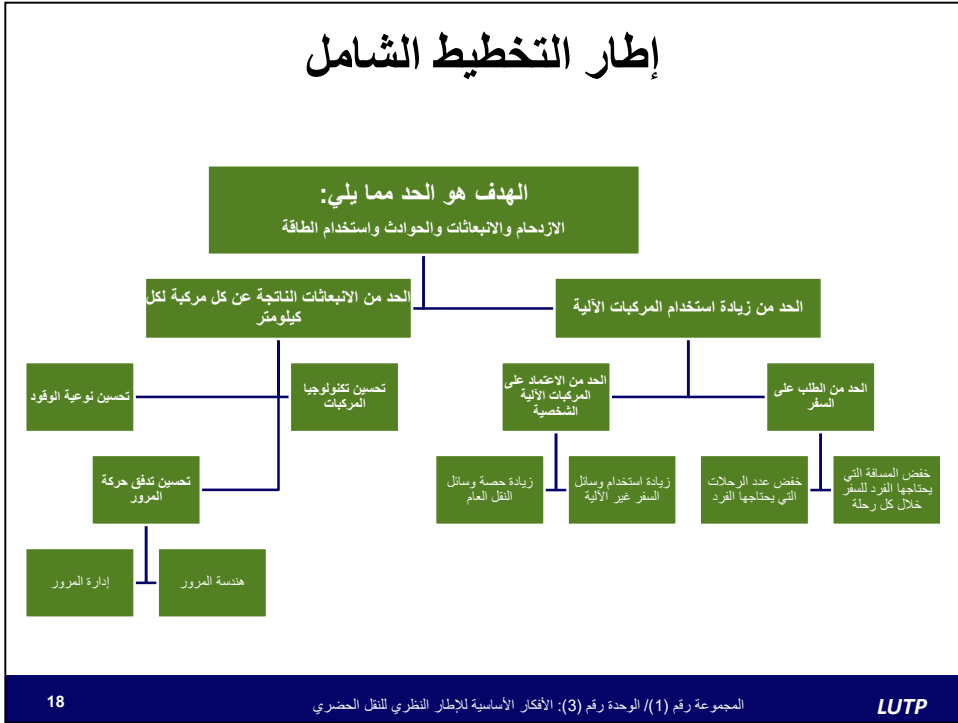 إطار التخطيط الشامل
الهدف هو الحد مما يلي:
الازدحام والانبعاثات والحوادث واستخدام الطاقة
الحد من زيادة استخدام المركبات الآلية
الحد من الانبعاثات الناتجة عن كل مركبة لكل
كيلومتر
الحد من الطلب على
السفر
الحد من الاعتماد على
المركبات الآلية
الشخصية
تحسين تكنولوجيا
المركبات
تحسين نوعية الوقود
خفض المسافة التي
يحتاجها الفرد للسفر
خلال كل رحلة
خفض عدد الرحلات
التي يحتاجها الفرد
زيادة استخدام وسائل
السفر غير الآلية
زيادة حصة وسائل
النقل العام
تحسين تدفق حركة
المرور
هندسة المرور
إدارة المرور
LUTP
المجموعة رقم (1)/ الوحدة رقم (3): الأفكار الأساسية للإطار النظري للنقل الحضري
18